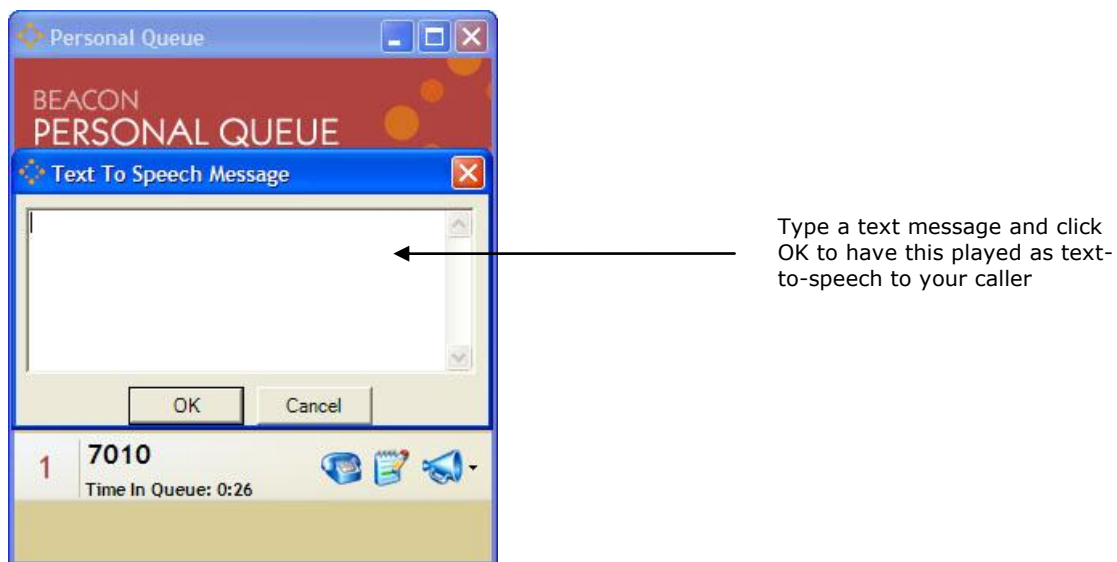 Personal Queue
BEACON
PERSONAL QUEUE
Text To Speech Message
OK Cancel
1 7010
Time In Queue: 0:26
Type a text message and click
OK to have this played as text-
to-speech to your caller